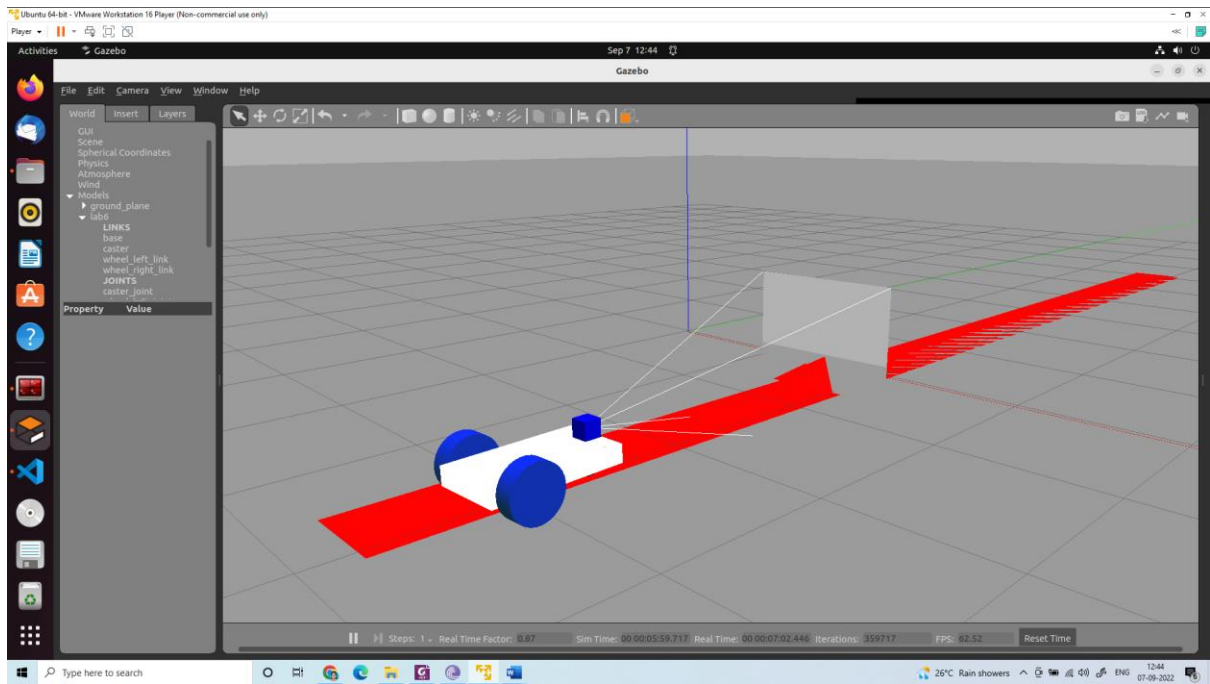 Ubuntu 64-bit - VMware Workstation 16 Player (Non-commercial use only)
Player
Activities Gazebo Sep 7 12:44
Gazebo
File Edit Camera View Window Help
World Insert Layers
GUI
Scene
Spherical Coordinates
Physics
Atmosphere
Wind
Models
ground_plane
lab6
LINKS
base
caster
wheel_left_link
wheel_right_link
JOINTS
caster_joint
Property Value
Steps: 1 Real Time Factor: 0.87 Sim Time: 00 00:05:59.717 Real Time: 00 00:07:02.446 Iterations: 359717 FPS: 62.52 Reset Time
Type here to search 26°C Rain showers ENG 12:44
07-09-2022